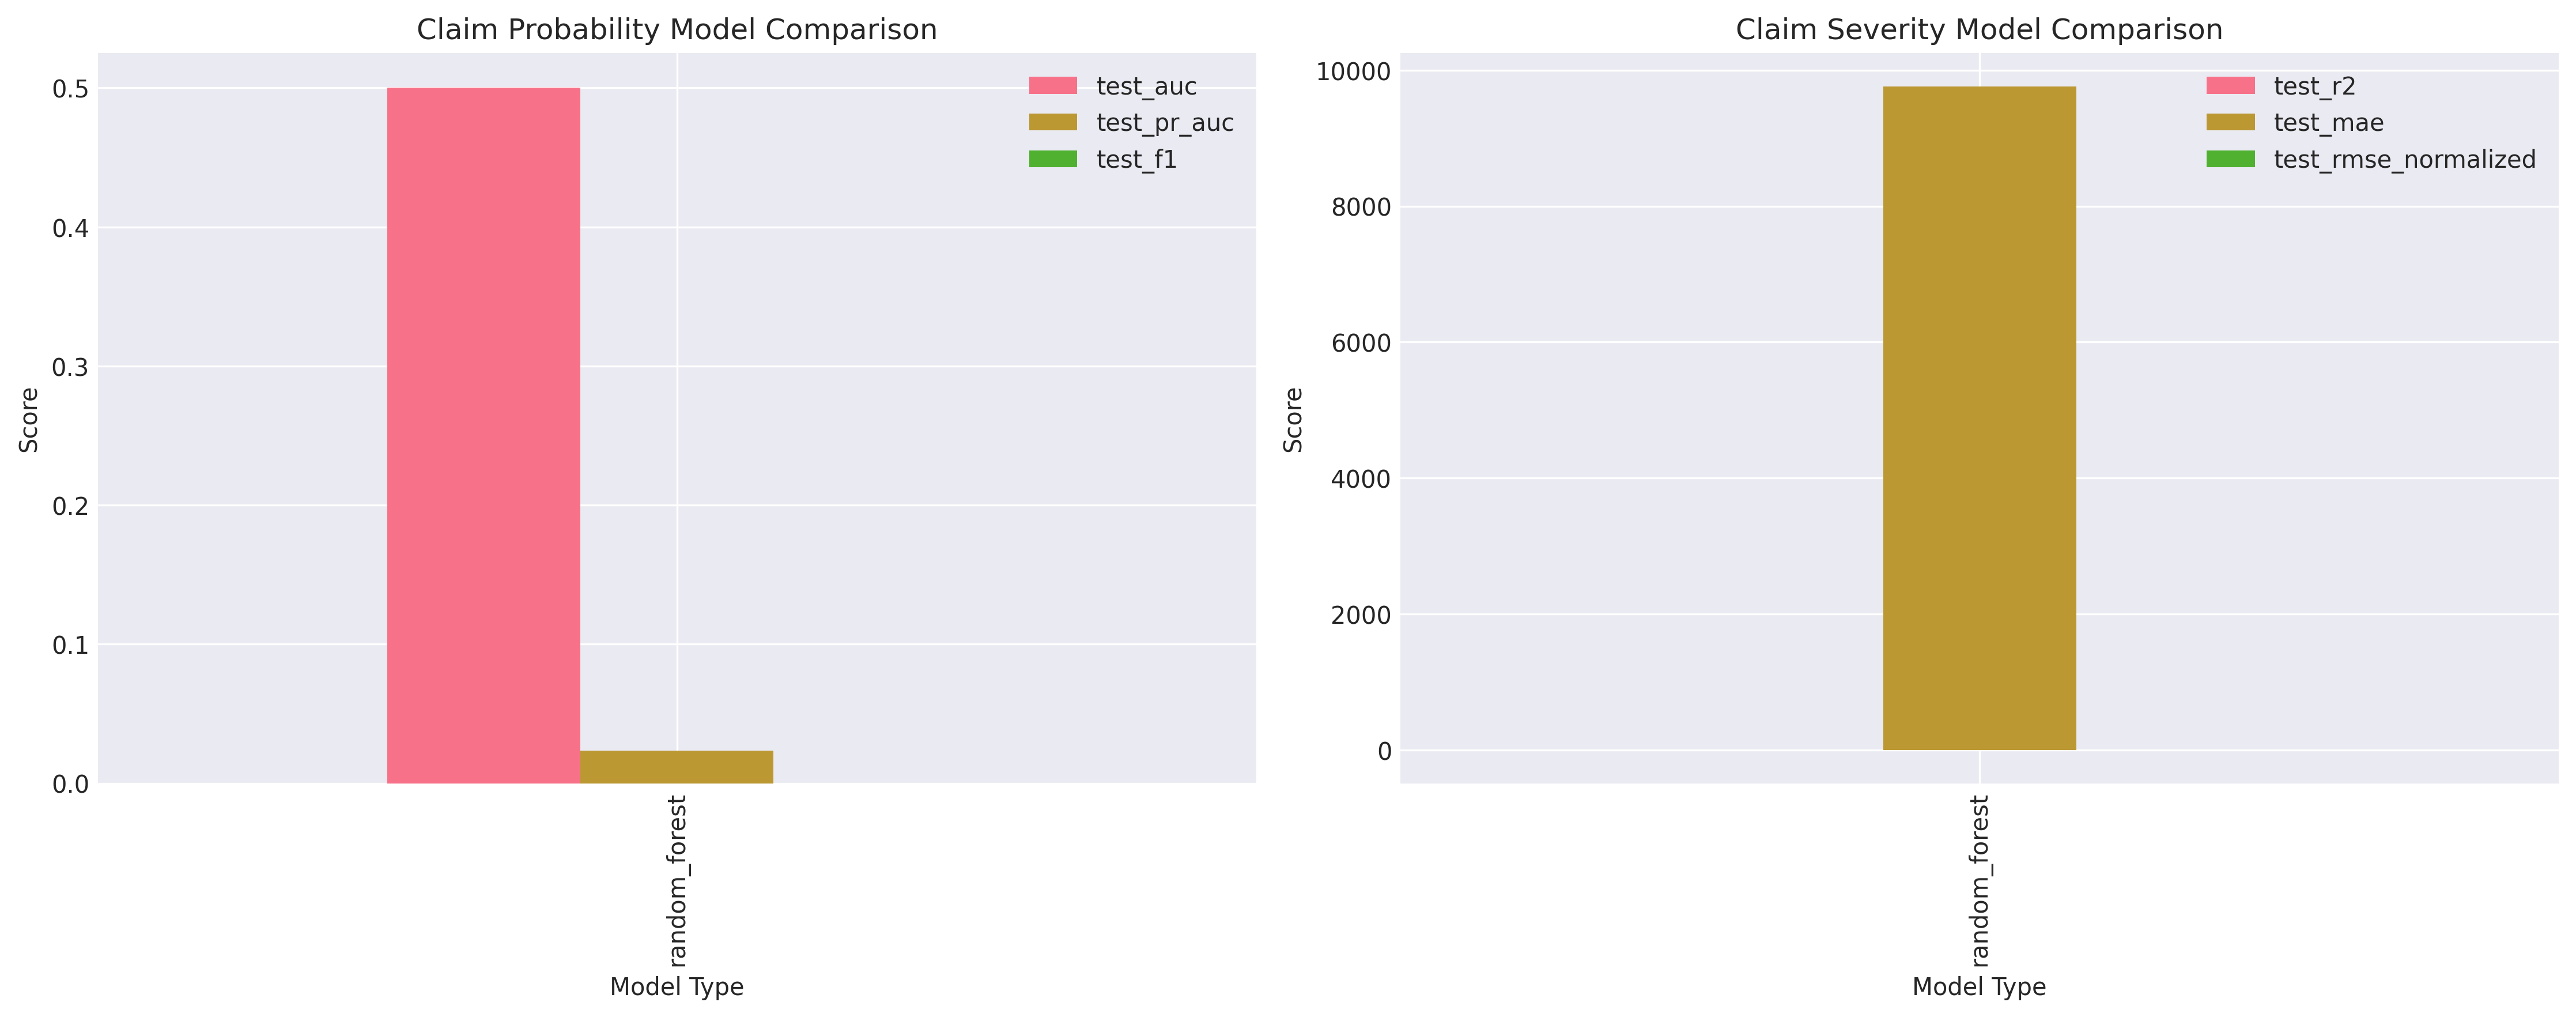 Claim Probability Model Comparison
test_auc
test_pr_auc
test_f1
0.5
0.4
0.3
0.2
0.1
0.0
Score
random_forest
Model Type
Claim Severity Model Comparison
test_r2
test_mae
test_rmse_normalized
10000
8000
6000
4000
2000
0
Score
random_forest
Model Type